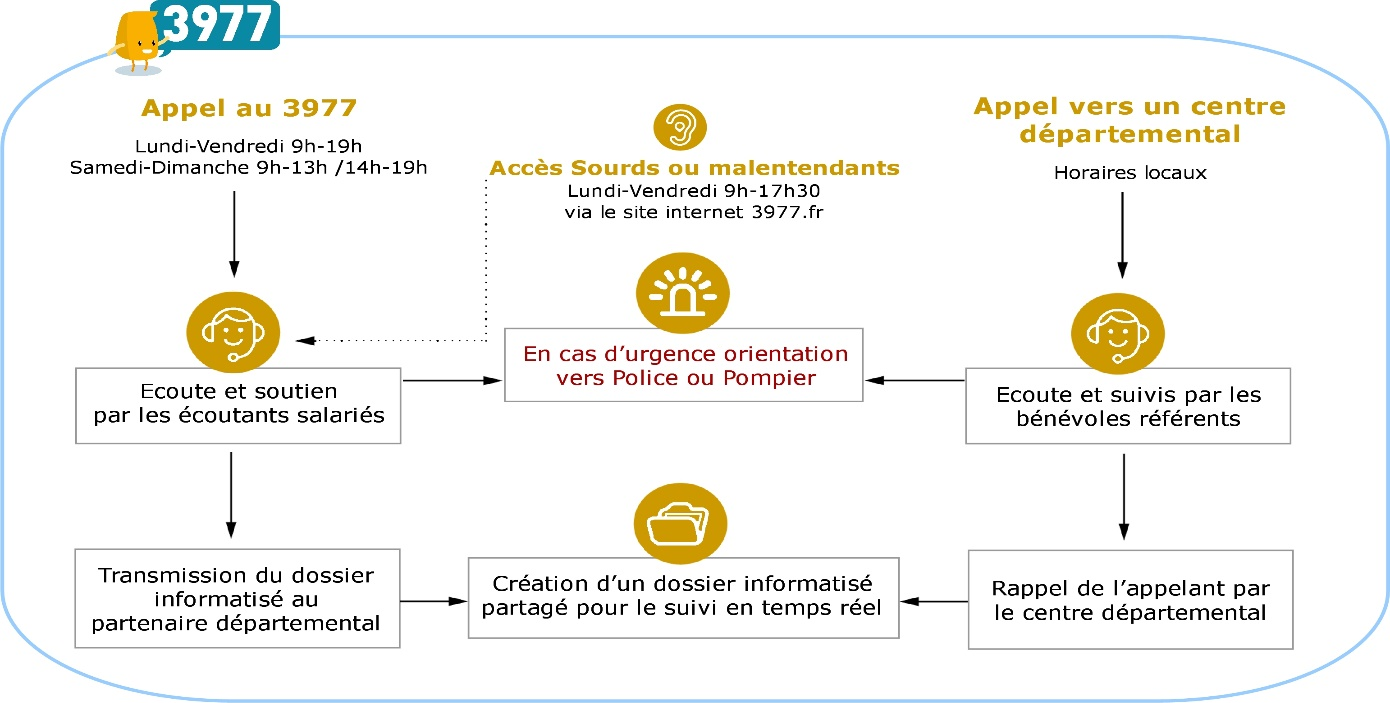 3977
Appel au 3977
Lundi-Vendredi 9h-19h
Samedi-Dimanche 9h-13h /14h-19h
Accès Sourds ou malentendants
Lundi-Vendredi 9h-17h30
via le site internet 3977.fr
Appel vers un centre
départemental
Horaires locaux
En cas d’urgence orientation
vers Police ou Pompier
Ecoute et soutien
par les écoutants salariés
Ecoute et suivis par les
bénévoles référents
Transmission du dossier
informatisé au
partenaire départemental
Création d’un dossier informatisé
partagé pour le suivi en temps réel
Rappel de l’appelant par
le centre départemental